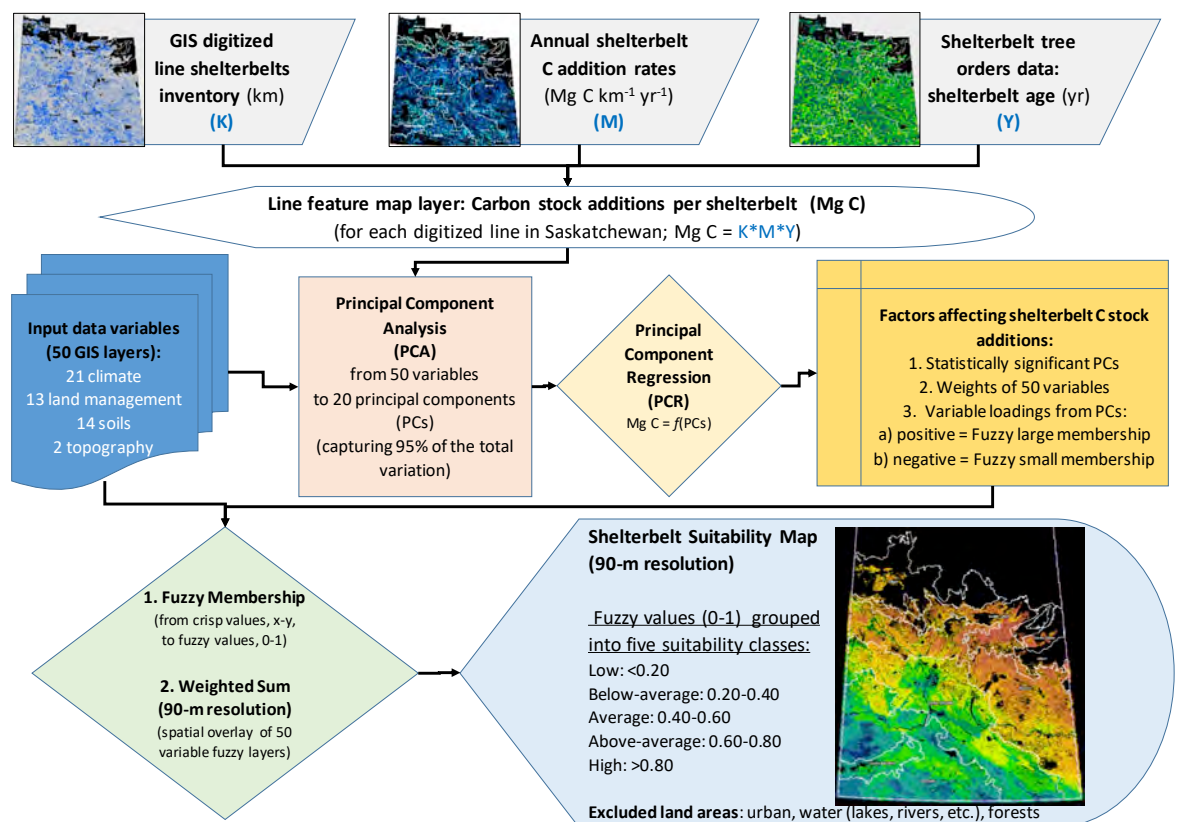 GIS digitized
line shelterbelts
inventory (km)
(K)
Annual shelterbelt
C addition rates
(Mg C km⁻¹ yr⁻¹)
(M)
Shelterbelt tree
orders data:
shelterbelt age (yr)
(Y)
Line feature map layer: Carbon stock additions per shelterbelt (Mg C)
(for each digitized line in Saskatchewan; Mg C = K*M*Y)
Input data variables
(50 GIS layers):
21 climate
13 land management
14 soils
2 topography
Principal Component
Analysis
(PCA)
from 50 variables
to 20 principal components
(PCs)
(capturing 95% of the total
variation)
Principal
Component
Regression
(PCR)
Mg C = f(PCs)
Factors affecting shelterbelt C stock
additions:
1. Statistically significant PCs
2. Weights of 50 variables
3. Variable loadings from PCs:
a) positive = Fuzzy large membership
b) negative = Fuzzy small membership
1. Fuzzy Membership
(from crisp values, x-y,
to fuzzy values, 0-1)
2. Weighted Sum
(90-m resolution)
(spatial overlay of 50
variable fuzzy layers)
Shelterbelt Suitability Map
(90-m resolution)
Fuzzy values (0-1) grouped
into five suitability classes:
Low: <0.20
Below-average: 0.20-0.40
Average: 0.40-0.60
Above-average: 0.60-0.80
High: >0.80
Excluded land areas: urban, water (lakes, rivers, etc.), forests